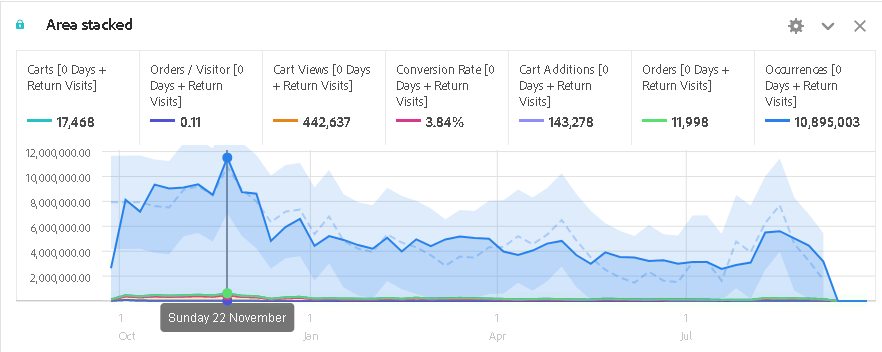 Area stacked
Carts [0 Days +
Return Visits]
17,468
Orders / Visitor [0
Days + Return
Visits]
0.11
Cart Views [0 Days
+ Return Visits]
442,637
Conversion Rate [0
Days + Return
Visits]
3.84%
Cart Additions [0
Days + Return
Visits]
143,278
Orders [0 Days +
Return Visits]
11,998
Occurrences [0
Days + Return
Visits]
10,895,003
12,000,000.00
10,000,000.00
8,000,000.00
6,000,000.00
4,000,000.00
2,000,000.00
Sunday 22 November
1
Oct
1
Jan
1
Apr
1
Jul